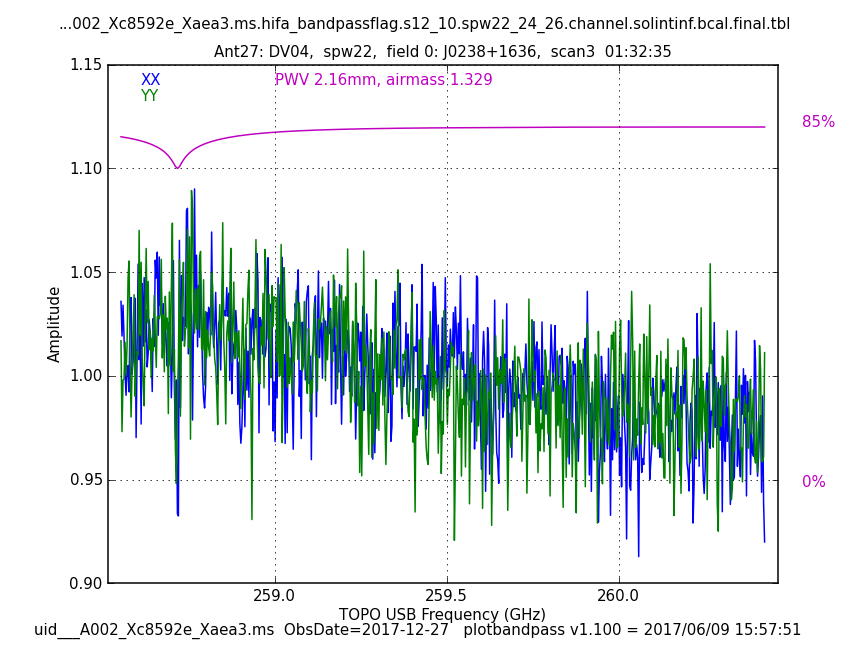 ...002_Xc8592e_Xaea3.ms.hifa_bandpassflag.s12_10.spw22_24_26.channel.solintinf.bcal.final.tbl
Ant27: DV04, spw22, field 0: J0238+1636, scan3 01:32:35
1.15
XX
PWV 2.16mm, airmass 1.329
YY
85%
1.10
1.05
Amplitude
1.00
0.95
0%
0.90
259.0 259.5 260.0
TOPO USB Frequency (GHz)
uid___A002_Xc8592e_Xaea3.ms ObsDate=2017-12-27 plotbandpass v1.100 = 2017/06/09 15:57:51